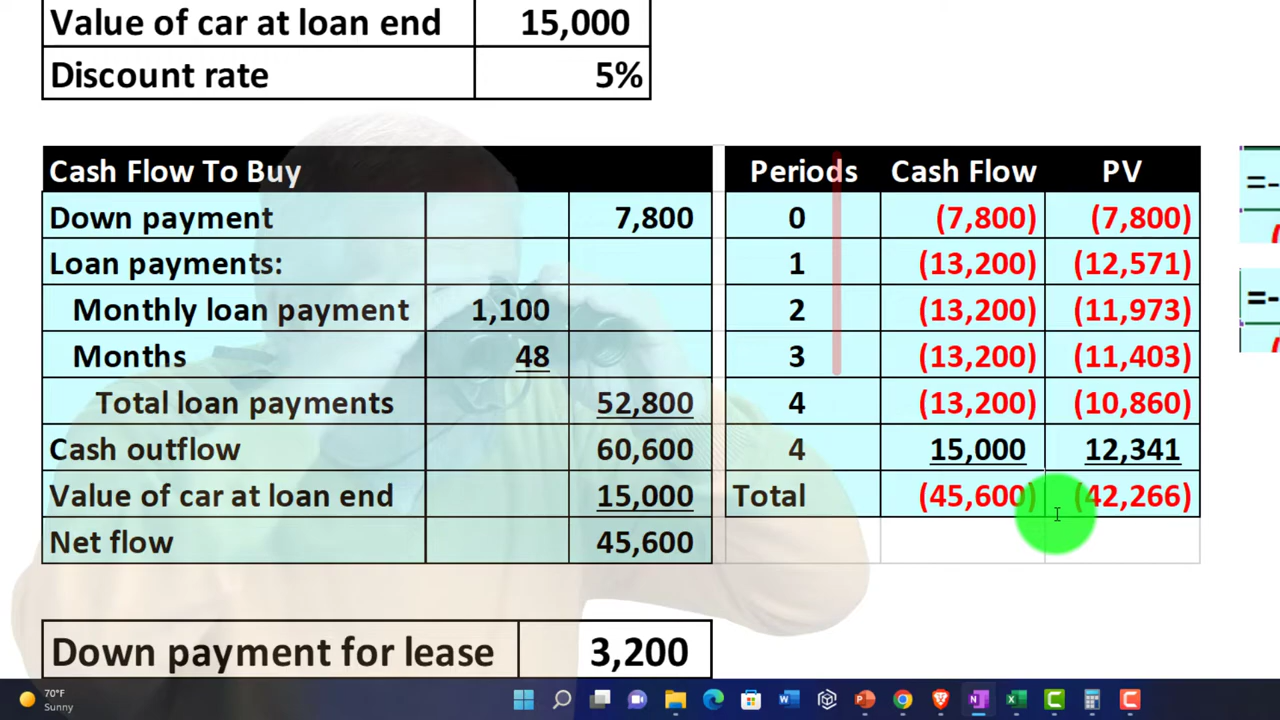 Value of car at loan end 15,000
Discount rate 5%
Cash Flow To Buy
Down payment 7,800
Loan payments:
Monthly loan payment 1,100
Months 48
Total loan payments 52,800
Cash outflow 60,600
Value of car at loan end 15,000
Net flow 45,600
Periods Cash Flow PV
0 (7,800) (7,800)
1 (13,200) (12,571)
2 (13,200) (11,973)
3 (13,200) (11,403)
4 (13,200) (10,860)
4 15,000 12,341
Total (45,600) (42,266)
=-
=-
Down payment for lease 3,200
70°F
Sunny